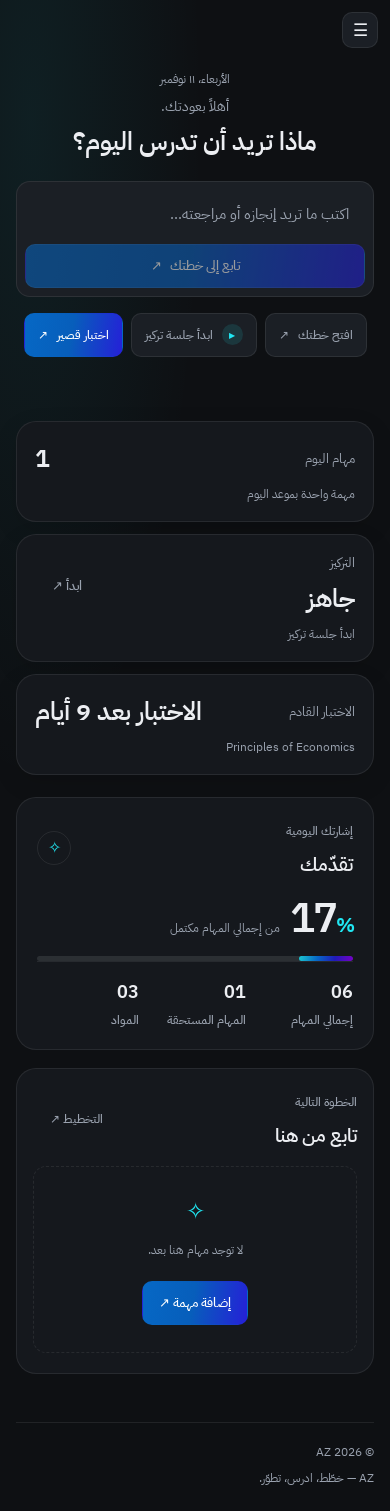 الأربعاء، ١١ نوفمبر
أهلاً بعودتك.
ماذا تريد أن تدرس اليوم؟
اكتب ما تريد إنجازه أو مراجعته...
تابع إلى خطتك ↗
افتح خطتك ↗
ابدأ جلسة تركيز
اختبار قصير ↗
مهام اليوم
1
مهمة واحدة بموعد اليوم
التركيز
جاهز
ابدأ ↗
ابدأ جلسة تركيز
الاختبار القادم
الاختبار بعد 9 أيام
Principles of Economics
إشارتك اليومية
تقدّمك
17%
من إجمالي المهام مكتمل
06
إجمالي المهام
01
المهام المستحقة
03
المواد
الخطوة التالية
تابع من هنا
التخطيط ↗
لا توجد مهام هنا بعد.
إضافة مهمة ↗
© 2026 AZ
AZ — خطّط، ادرس، تطوّر.